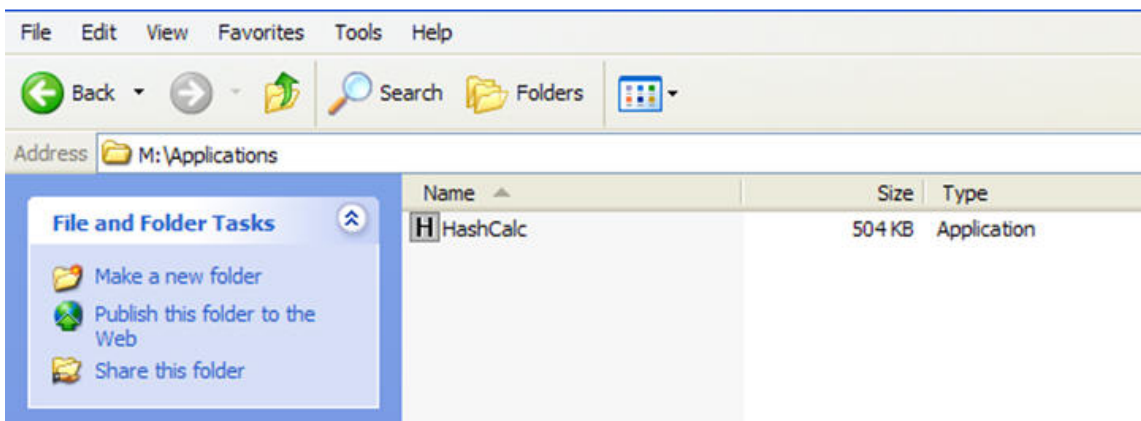 File Edit View Favorites Tools Help
Back Search Folders
Address M:\Applications
Name Size Type
File and Folder Tasks
H HashCalc 504 KB Application
Make a new folder
Publish this folder to the
Web
Share this folder